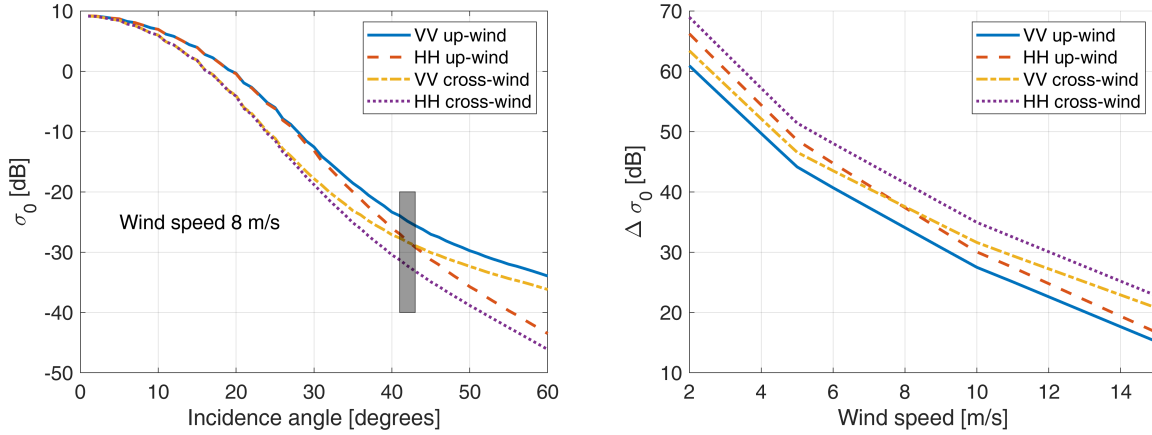 10
0
-10
-20
-30
-40
-50
σ0 [dB]
VV up-wind
HH up-wind
VV cross-wind
HH cross-wind
Wind speed 8 m/s
0 10 20 30 40 50 60
Incidence angle [degrees]
70
60
50
40
30
20
10
Δ σ0 [dB]
VV up-wind
HH up-wind
VV cross-wind
HH cross-wind
2 4 6 8 10 12 14
Wind speed [m/s]